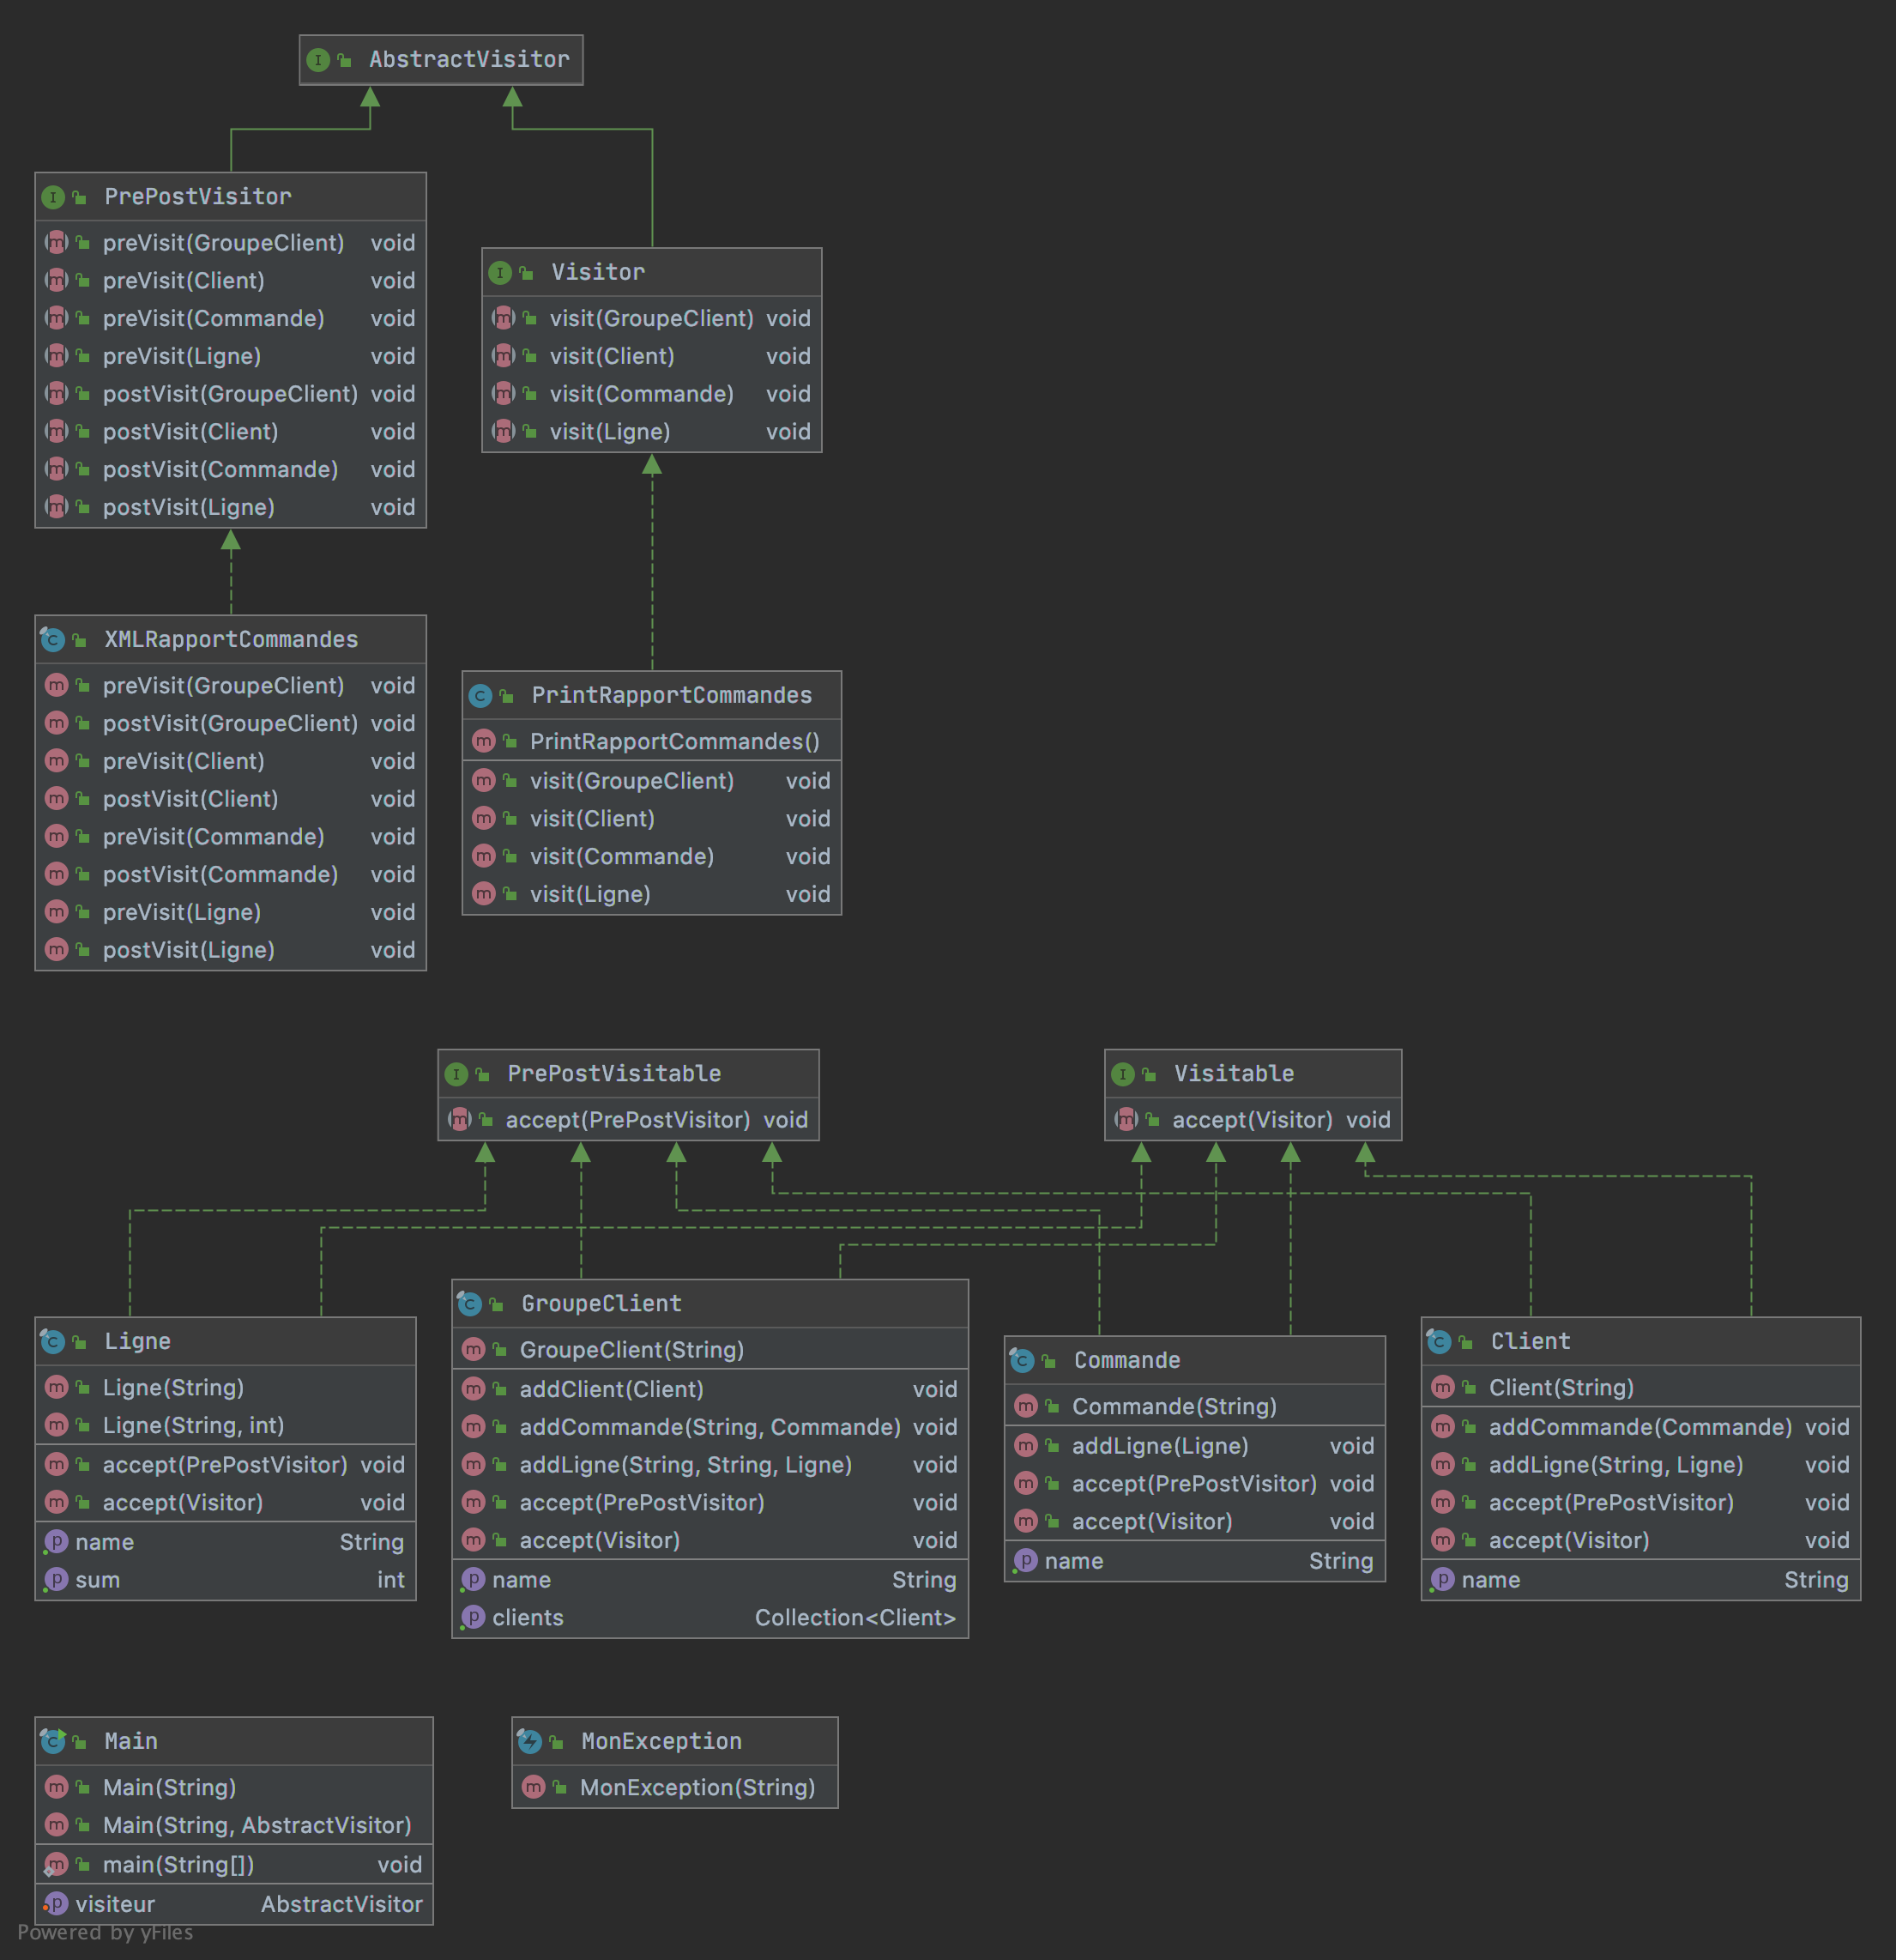 AbstractVisitor
PrePostVisitor
preVisit(GroupeClient) void
preVisit(Client) void
preVisit(Commande) void
preVisit(Ligne) void
postVisit(GroupeClient) void
postVisit(Client) void
postVisit(Commande) void
postVisit(Ligne) void
Visitor
visit(GroupeClient) void
visit(Client) void
visit(Commande) void
visit(Ligne) void
XMLRapportCommandes
preVisit(GroupeClient) void
postVisit(GroupeClient) void
preVisit(Client) void
postVisit(Client) void
preVisit(Commande) void
postVisit(Commande) void
preVisit(Ligne) void
postVisit(Ligne) void
PrintRapportCommandes
PrintRapportCommandes()
visit(GroupeClient) void
visit(Client) void
visit(Commande) void
visit(Ligne) void
PrePostVisitable
accept(PrePostVisitor) void
Visitable
accept(Visitor) void
Ligne
Ligne(String)
Ligne(String, int)
accept(PrePostVisitor) void
accept(Visitor) void
name String
sum int
GroupeClient
GroupeClient(String)
addClient(Client) void
addCommande(String, Commande) void
addLigne(String, String, Ligne) void
accept(PrePostVisitor) void
accept(Visitor) void
name String
clients Collection<Client>
Commande
Commande(String)
addLigne(Ligne) void
accept(PrePostVisitor) void
accept(Visitor) void
name String
Client
Client(String)
addCommande(Commande) void
addLigne(String, Ligne) void
accept(PrePostVisitor) void
accept(Visitor) void
name String
Main
Main(String)
Main(String, AbstractVisitor)
main(String[]) void
visiteur AbstractVisitor
MonException
MonException(String)
Powered by yFiles